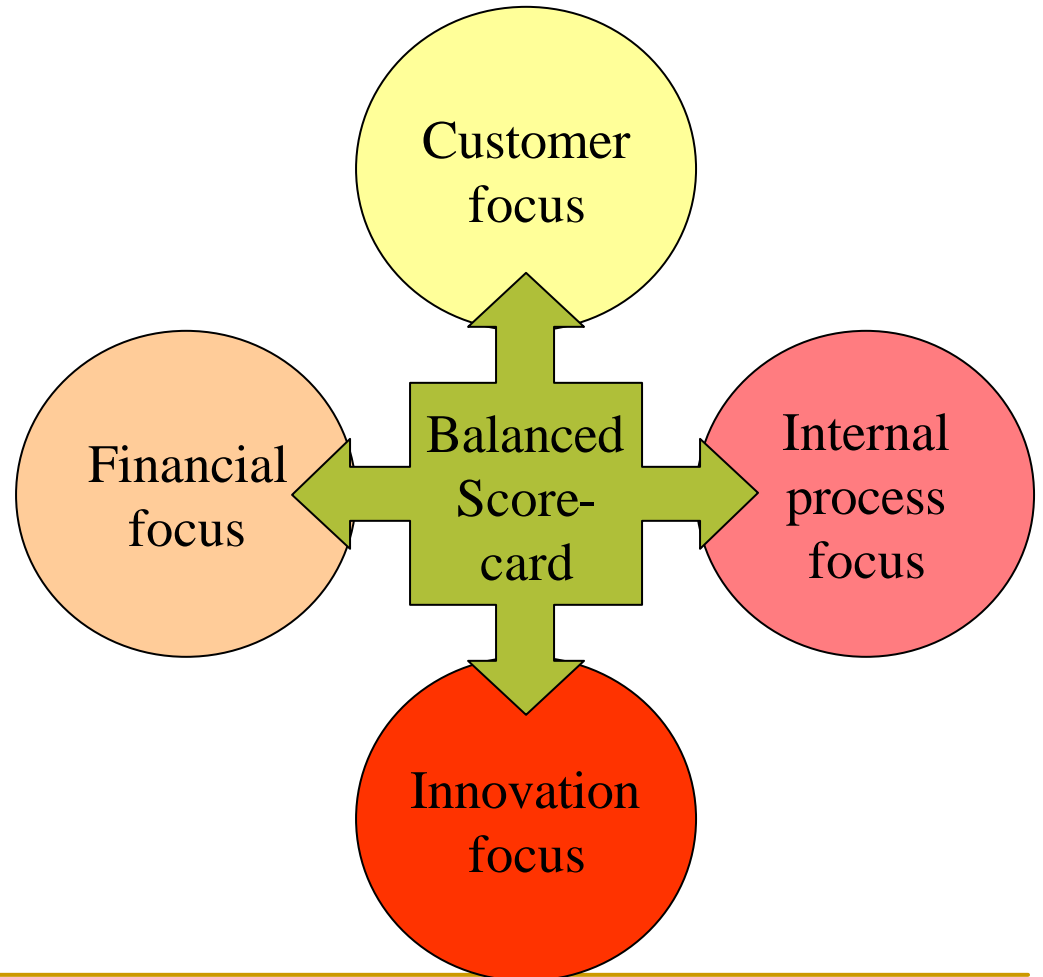 Customer
focus
Financial
focus
Balanced
Score-
card
Internal
process
focus
Innovation
focus